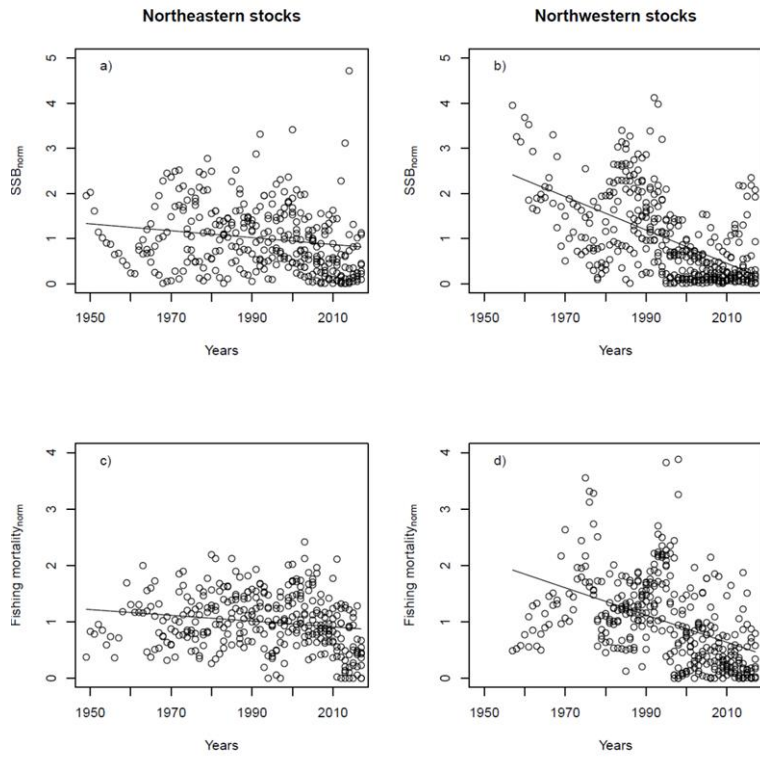 Northeastern stocks
Northwestern stocks
a)
SSBnorm
5
4
3
2
1
0
1950 1970 1990 2010
Years
b)
SSBnorm
5
4
3
2
1
0
1950 1970 1990 2010
Years
c)
Fishing mortalitynorm
4
3
2
1
0
1950 1970 1990 2010
Years
d)
Fishing mortalitynorm
4
3
2
1
0
1950 1970 1990 2010
Years